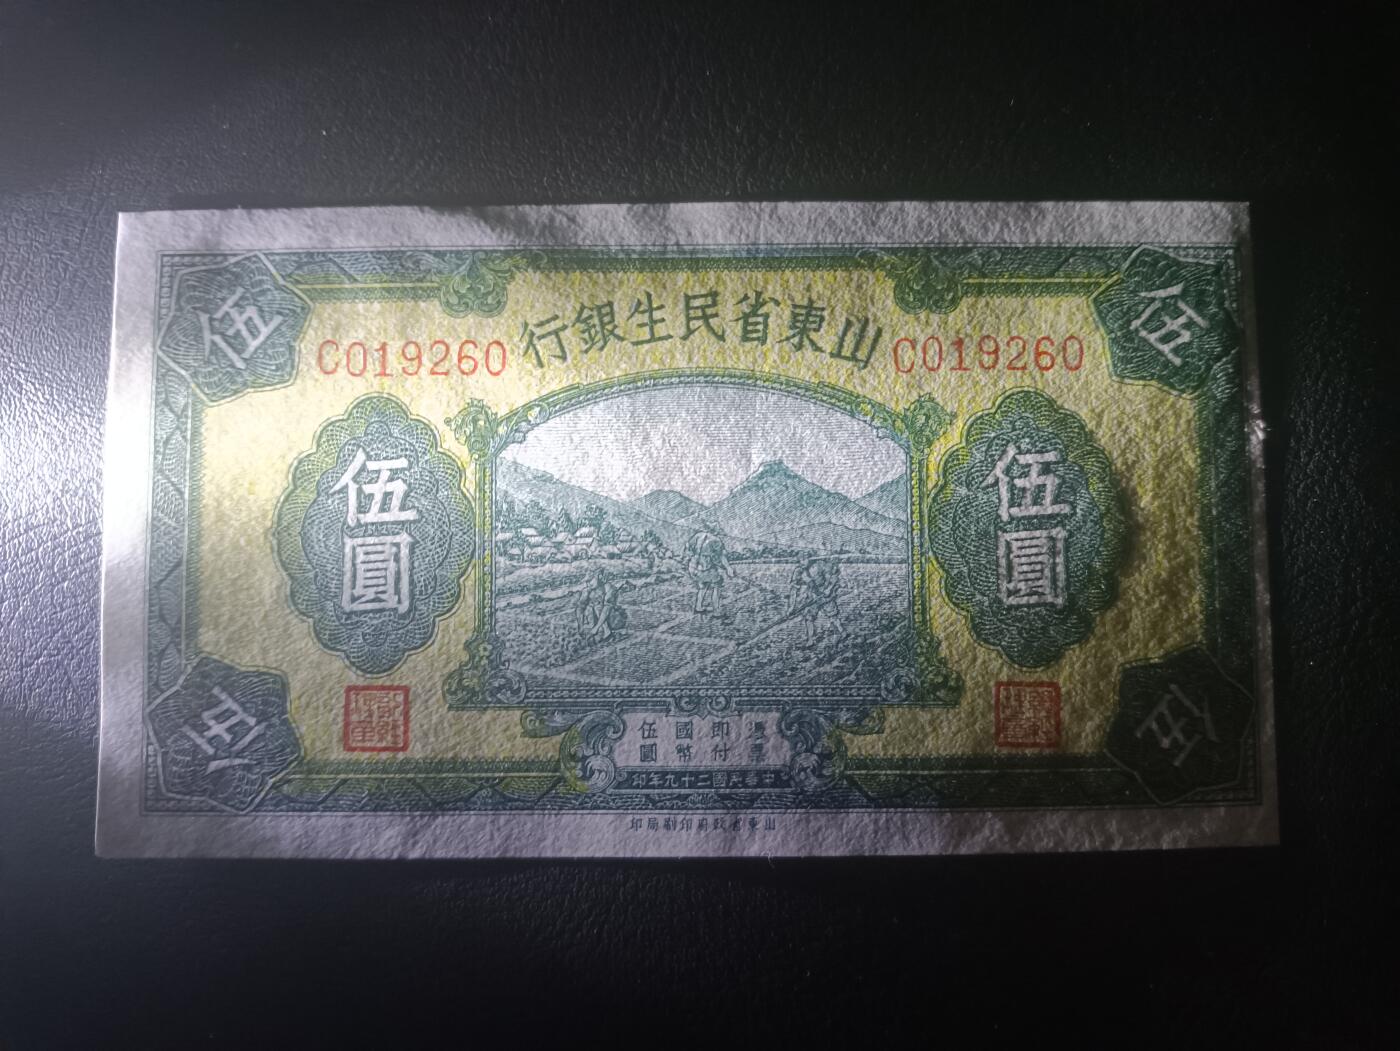 山東省民生銀行
C019260
C019260
伍
伍
伍圓
伍圓
憑票
即付
國幣
伍圓
中華民國二十九年印
山東省政府印刷局印
伍
伍